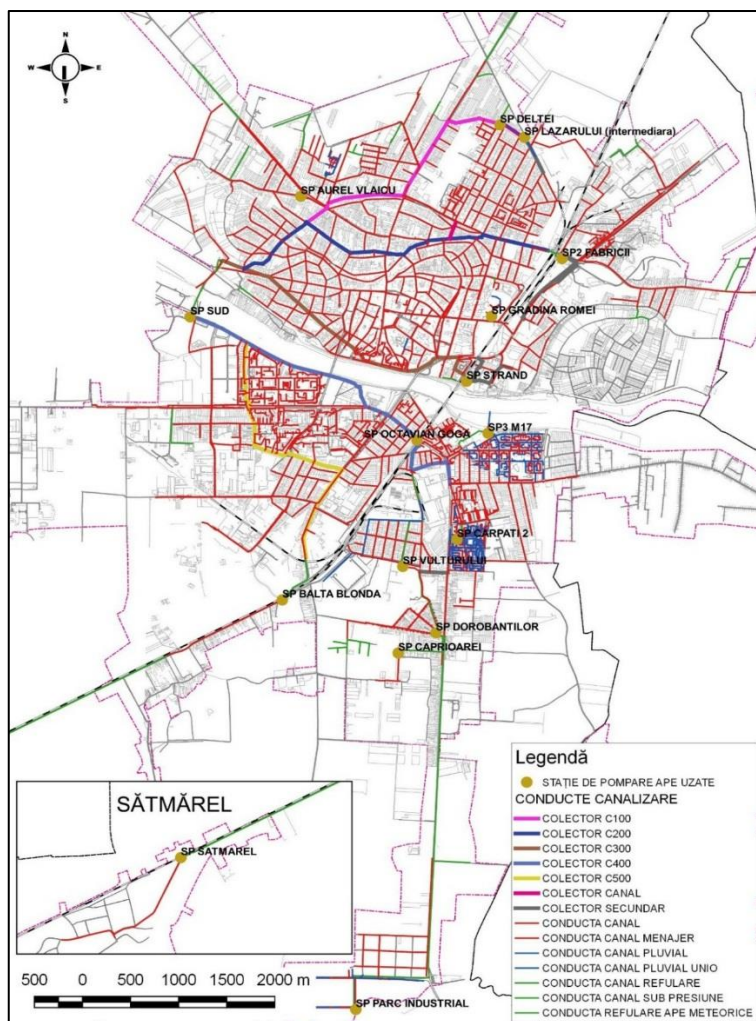 N
W E
S
SP DELTEI
SP LAZARULUI (intermediara)
SP AUREL VLAICU
SP2 FABRICII
SP SUD
SP GRADINA ROMEI
SP STRAND
SP OCTAVIAN GOGA
SP3 M17
SP CARPATI 2
SP VULTURULUI
SP BALTA BLONDA
SP DOROBANTILOR
SP CAPRIOAREI
SĂTMĂREL
SP SATMAREL
500 0 500 1000 1500 2000 m
SP PARC INDUSTRIAL
Legendă
STAȚIE DE POMPARE APE UZATE
CONDUCTE CANALIZARE
COLECTOR C100
COLECTOR C200
COLECTOR C300
COLECTOR C400
COLECTOR C500
COLECTOR CANAL
COLECTOR SECUNDAR
CONDUCTA CANAL
CONDUCTA CANAL MENAJER
CONDUCTA CANAL PLUVIAL
CONDUCTA CANAL PLUVIAL UNIO
CONDUCTA CANAL REFULARE
CONDUCTA CANAL SUB PRESIUNE
CONDUCTA REFULARE APE METEORICE